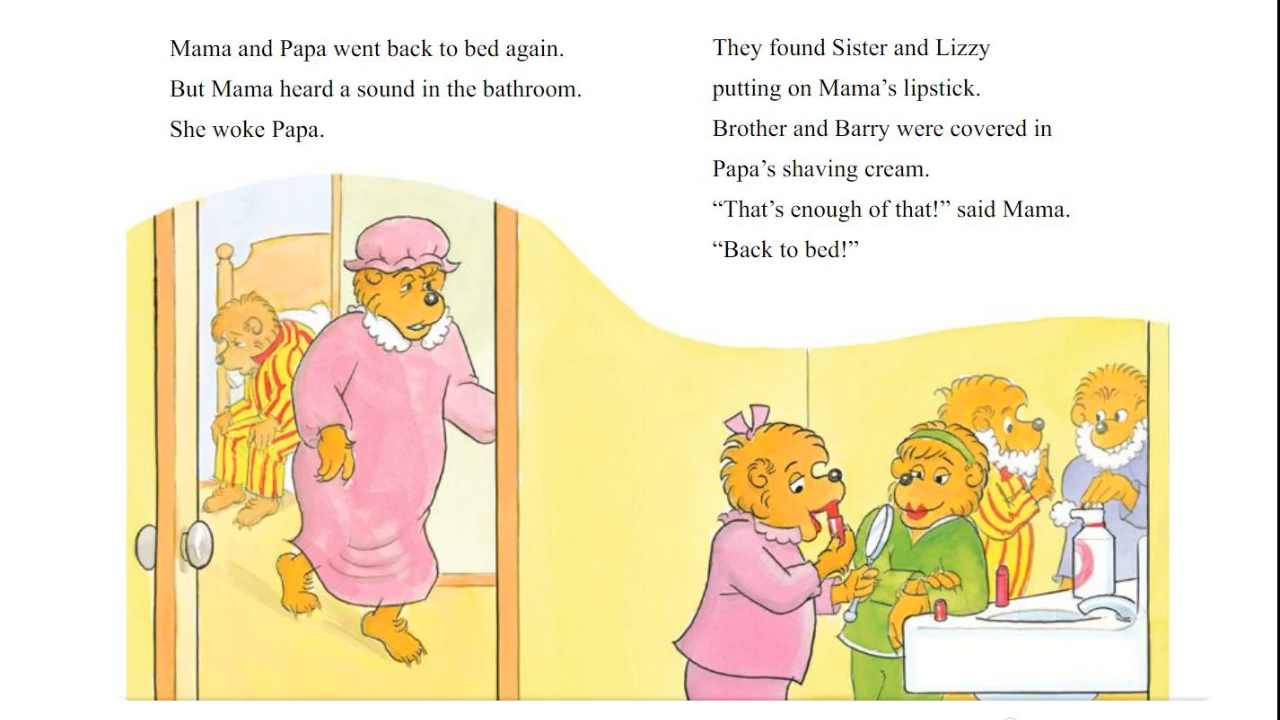 Mama and Papa went back to bed again.
But Mama heard a sound in the bathroom.
She woke Papa.
They found Sister and Lizzy
putting on Mama’s lipstick.
Brother and Barry were covered in
Papa’s shaving cream.
“That’s enough of that!” said Mama.
“Back to bed!”